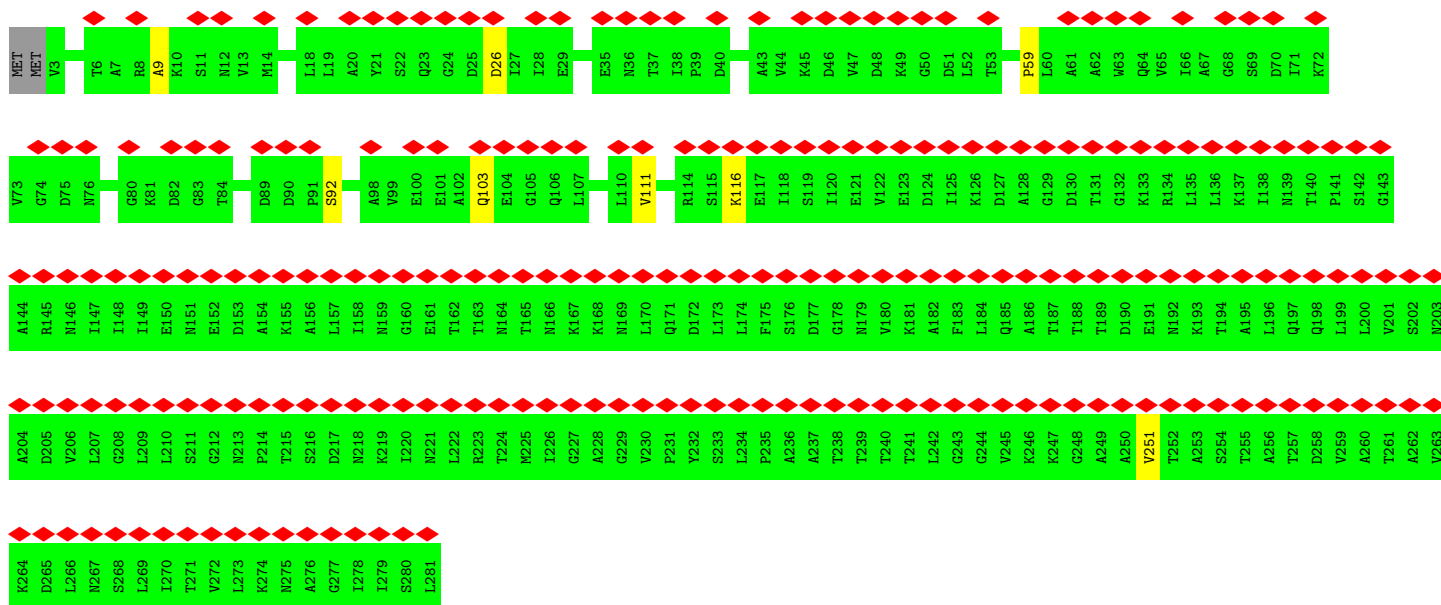 MET MET V3 T6 A7 R8 A9 K10 S11 N12 V13 M14 L18 L19 A20 Y21 S22 Q23 G24 D25 D26 I27 I28 E29 E35 N36 T37 I38 P39 D40 A43 V44 K45 D46 V47 D48 K49 G50 D51 L52 T53 P59 L60 A61 A62 W63 Q64 V65 I66 A67 G68 S69 D70 I71 K72
V73 G74 D75 N76 G80 K81 D82 G83 T84 D89 D90 P91 S92 A98 V99 E100 E101 A102 Q103 E104 G105 Q106 L107 L110 V111 R114 S115 K116 E117 I118 S119 I120 E121 V122 E123 D124 I125 K126 D127 A128 G129 D130 T131 G132 K133 R134 L135 L136 K137 I138 N139 T140 P141 S142 G143
A144 R145 N146 I147 I148 I149 E150 N151 E152 D153 A154 K155 A156 L157 I158 N159 G160 E161 T162 T163 N164 T165 N166 K167 K168 N169 L170 Q171 D172 L173 L174 F175 S176 D177 G178 N179 V180 K181 A182 F183 L184 Q185 A186 T187 T188 T189 D190 E191 N192 K193 T194 A195 L196 Q197 Q198 L199 L200 V201 S202 N203
A204 D205 V206 L207 G208 L209 L210 S211 G212 N213 P214 T215 S216 D217 N218 K219 I220 N221 L222 R223 T224 M225 I226 G227 A228 G229 V230 P231 Y232 S233 L234 P235 A236 A237 T238 T239 T240 T241 L242 G243 G244 V245 K246 K247 G248 A249 A250 V251 T252 A253 S254 T255 A256 T257 D258 V259 A260 T261 A262 V263
K264 D265 L266 N267 S268 L269 I270 T271 V272 L273 K274 N275 A276 G277 I278 I279 S280 L281